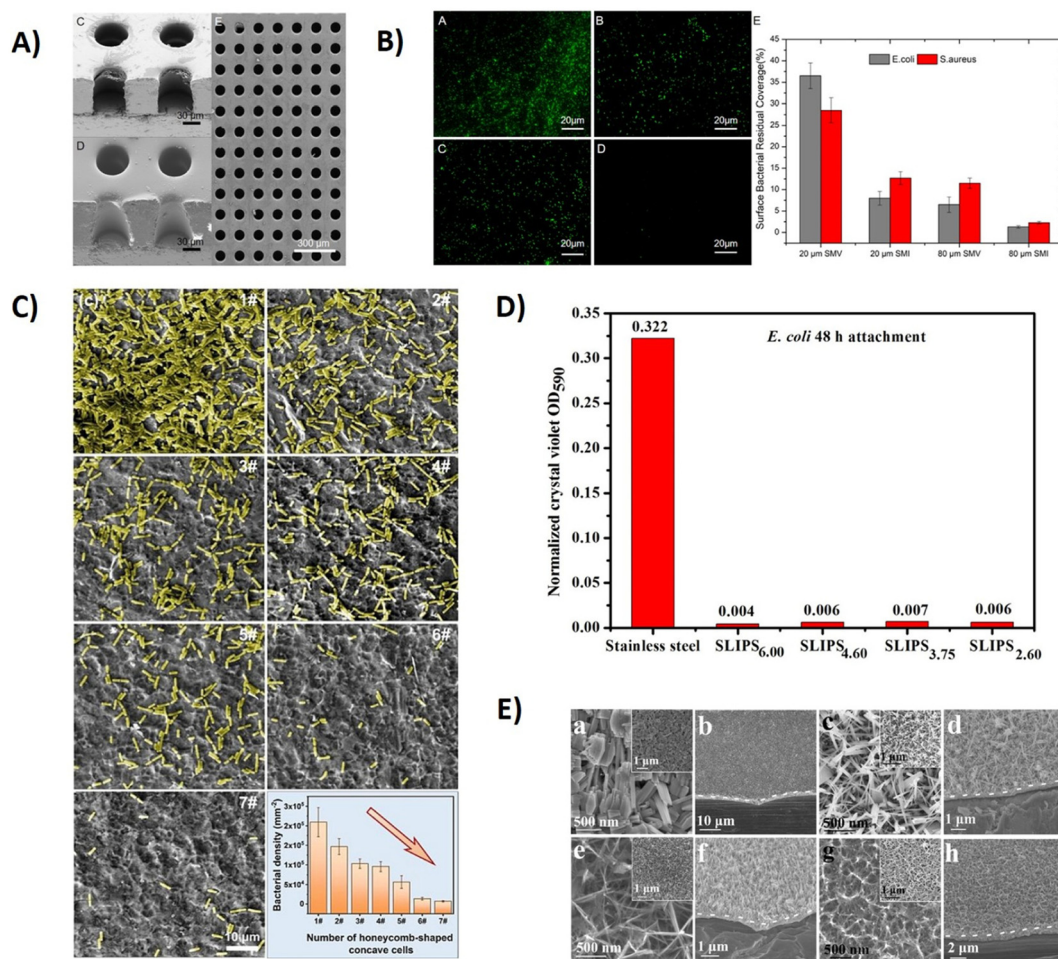 A)
C
30 µm
D
30 µm
E
300 µm
B)
A
20µm
B
20µm
C
20µm
D
20µm
E
Surface Bacterial Residual Coverage(%)
45
40
35
30
25
20
15
10
5
0
E.coli
S.aureus
20 µm SMV
20 µm SMI
80 µm SMV
80 µm SMI
C)
(c)
1#
2#
3#
4#
5#
6#
7#
10 µm
Bacterial density (mm⁻²)
5x10⁴
0
1#
2#
3#
4#
5#
6#
7#
Number of honeycomb-shaped
concave cells
D)
Normalized crystal violet OD590
0.35
0.30
0.25
0.20
0.15
0.10
0.05
0.00
E. coli 48 h attachment
0.322
0.004
0.006
0.007
0.006
Stainless steel
SLIPS6.00
SLIPS4.60
SLIPS3.75
SLIPS2.60
E)
a
1 µm
500 nm
b
10 µm
c
1 µm
500 nm
d
1 µm
e
1 µm
500 nm
f
1 µm
g
1 µm
500 nm
h
2 µm